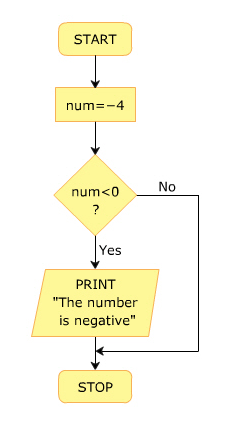 START
num=−4
num<0
?
No
Yes
PRINT
"The number
is negative"
STOP